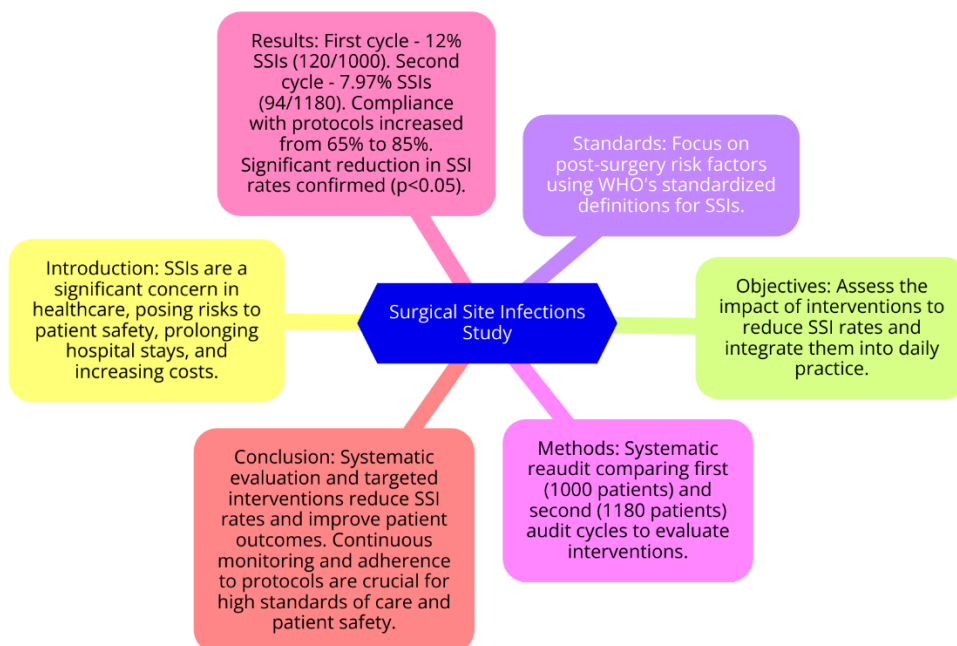 Results: First cycle - 12%
SSIs (120/1000). Second
cycle - 7.97% SSIs
(94/1180). Compliance
with protocols increased
from 65% to 85%.
Significant reduction in SSI
rates confirmed (p<0.05).
Standards: Focus on
post-surgery risk factors
using WHO's standardized
definitions for SSIs.
Introduction: SSIs are a
significant concern in
healthcare, posing risks to
patient safety, prolonging
hospital stays, and
increasing costs.
Surgical Site Infections
Study
Objectives: Assess the
impact of interventions to
reduce SSI rates and
integrate them into daily
practice.
Conclusion: Systematic
evaluation and targeted
interventions reduce SSI
rates and improve patient
outcomes. Continuous
monitoring and adherence
to protocols are crucial for
high standards of care and
patient safety.
Methods: Systematic
reaudit comparing first
(1000 patients) and
second (1180 patients)
audit cycles to evaluate
interventions.